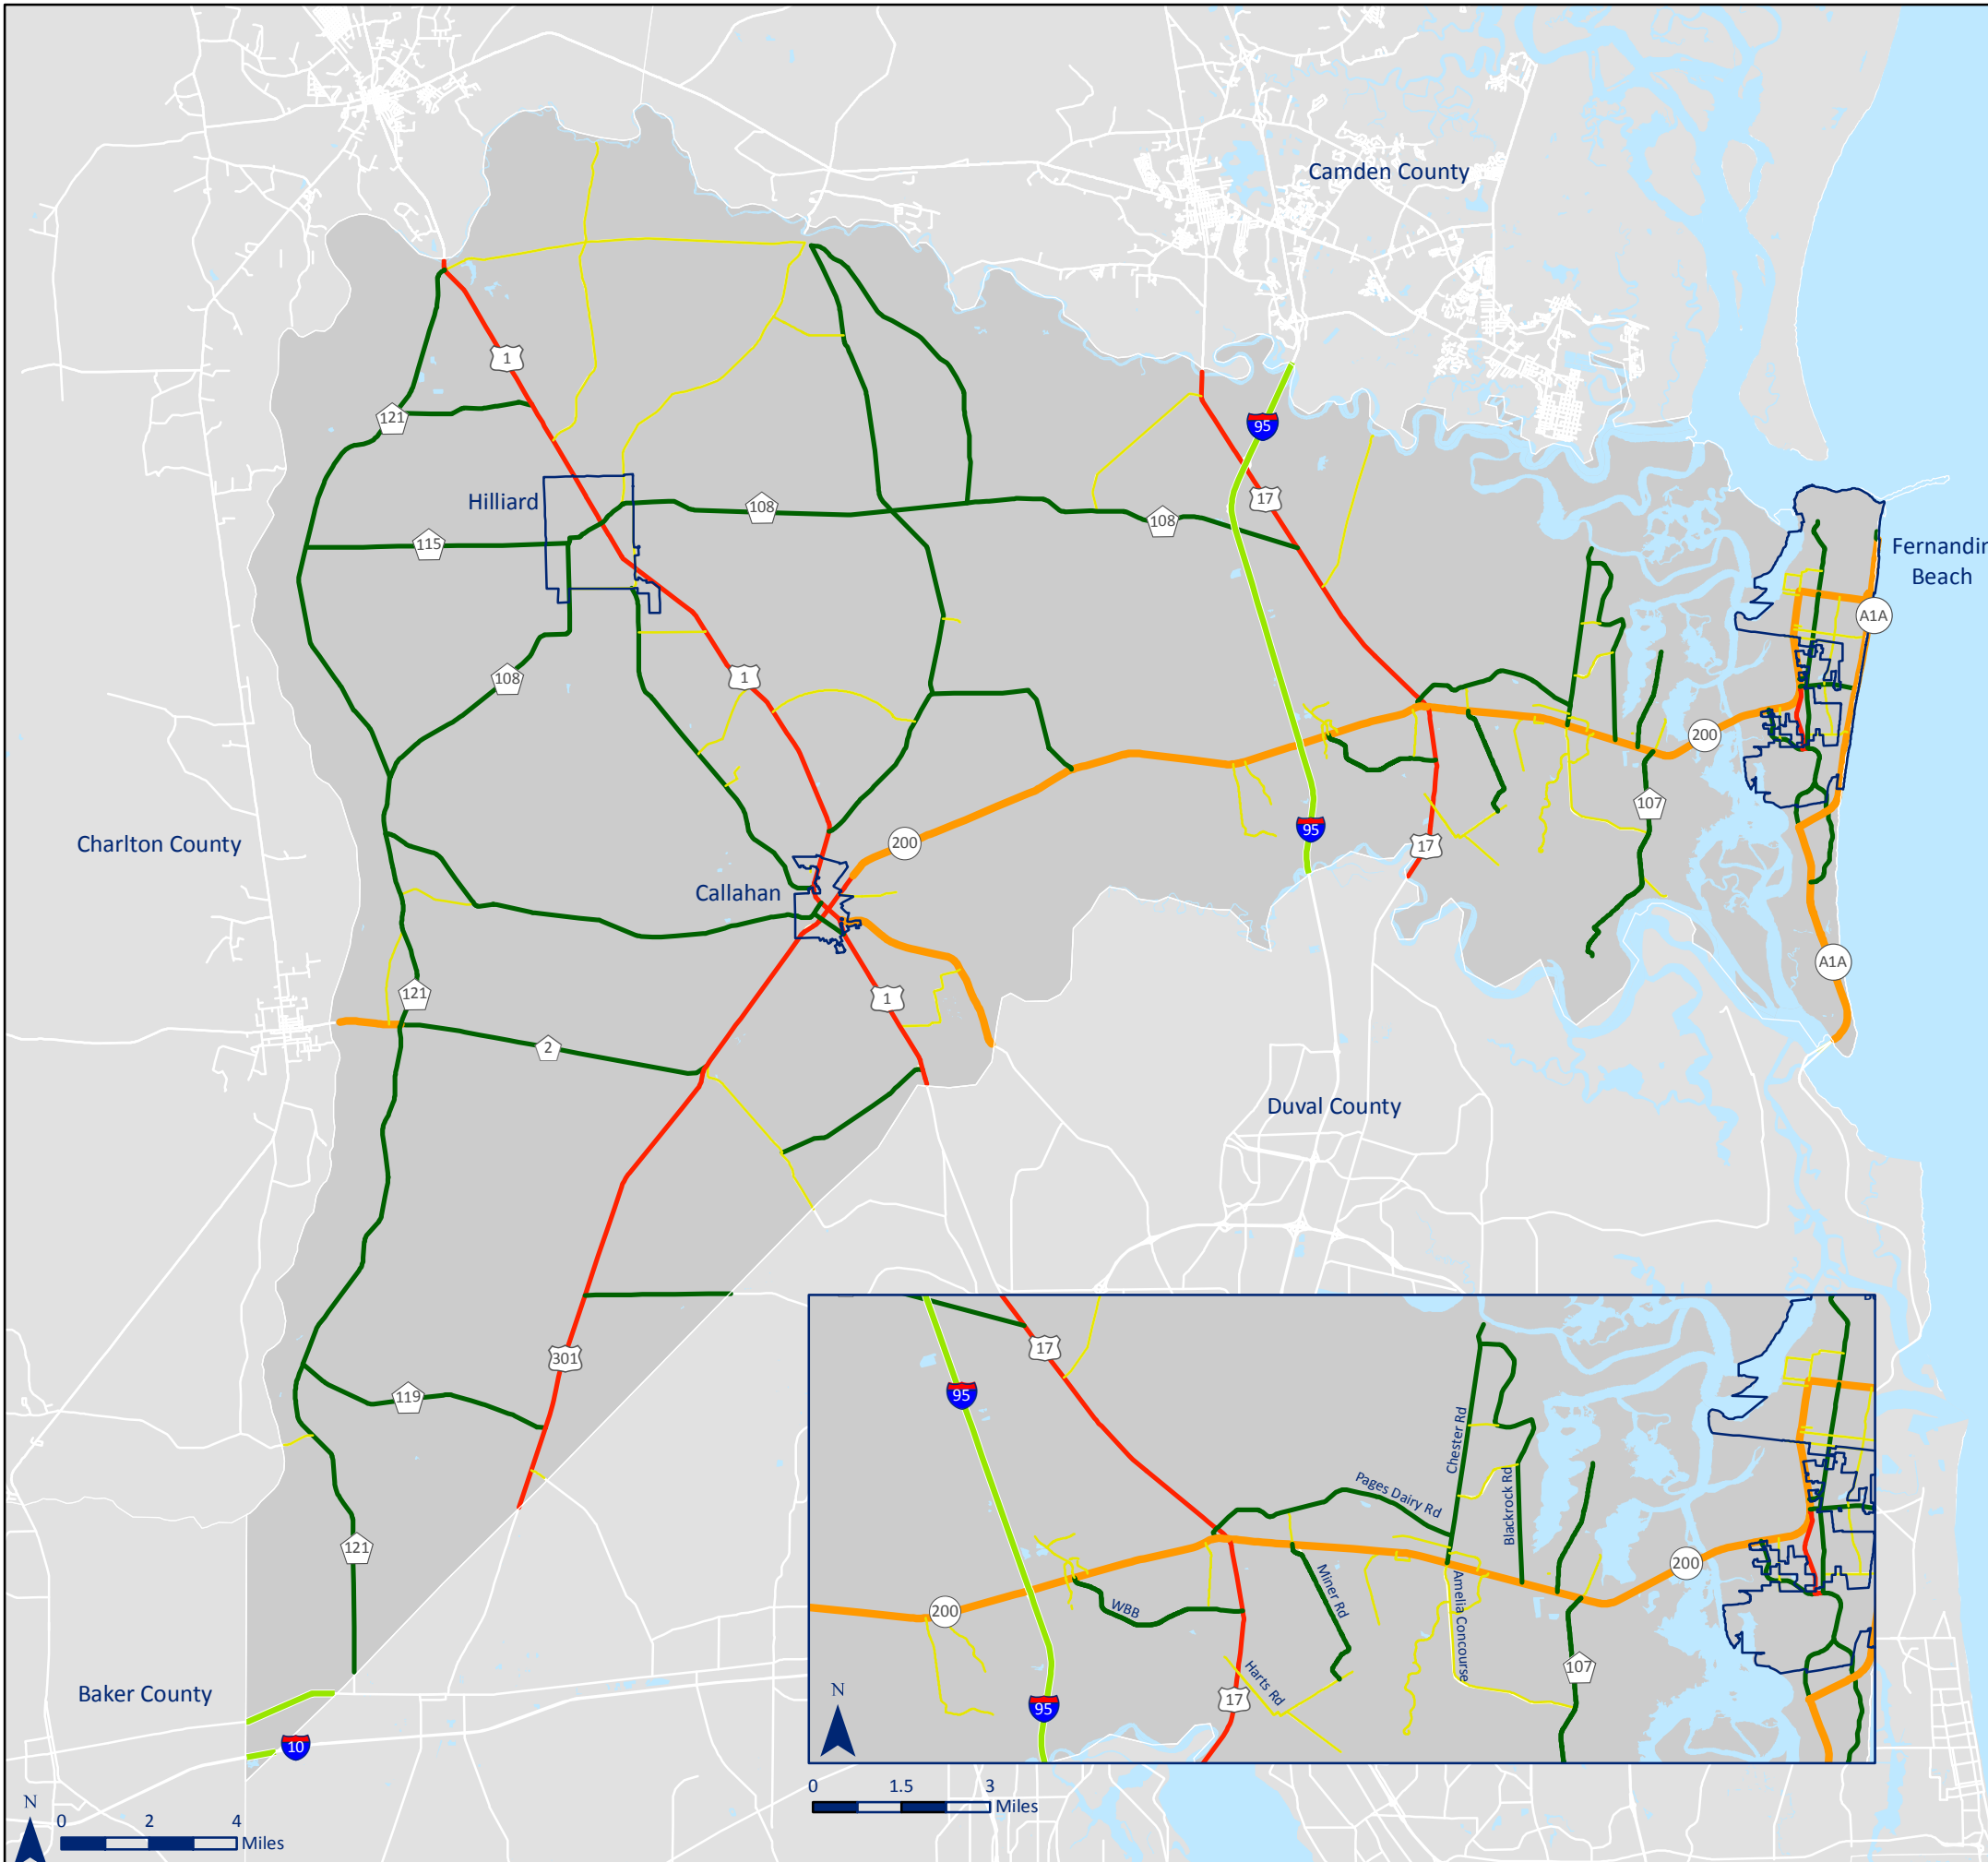 Camden County
1
121
95
Hilliard
17
108
108
115
Fernandin
Beach
A1A
108
1
200
107
Charlton County
200
95
17
Callahan
A1A
121
1
2
Duval County
17
301
95
119
Chester Rd
Pages Dairy Rd
Blackrock Rd
121
200
Miner Rd
Amelia Concourse
200
WBB
107
Harts Rd
17
Baker County
95
N
10
0
1.5
3
Miles
N
0
2
4
Miles